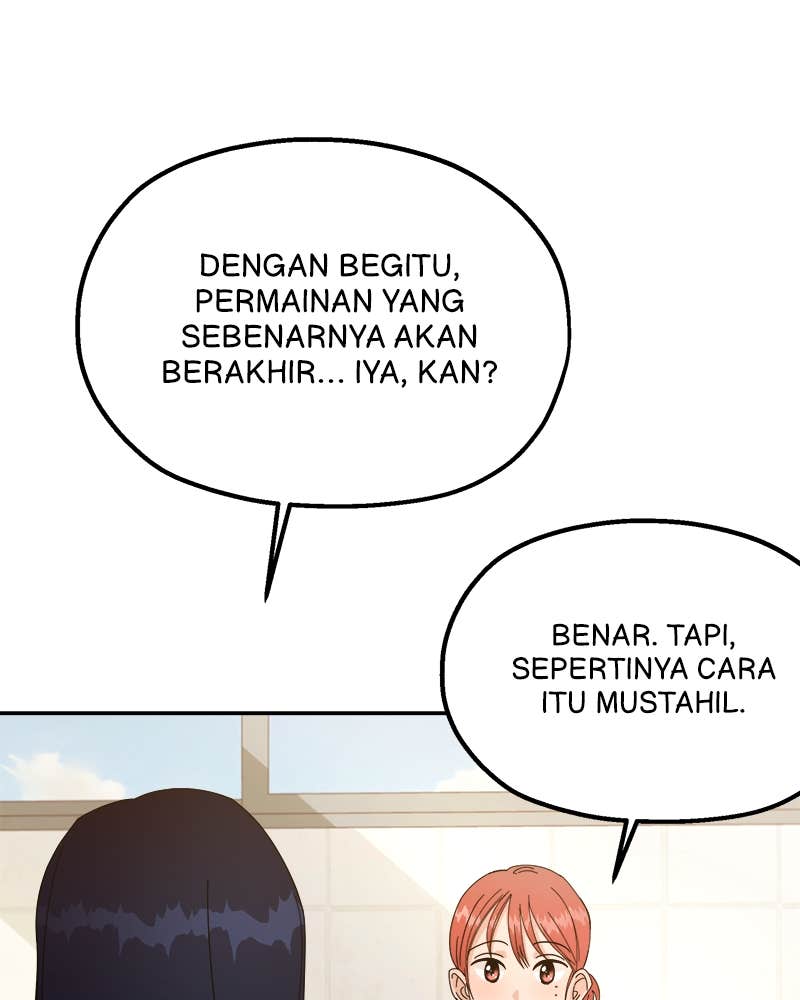 DENGAN BEGITU,
PERMAINAN YANG
SEBENARNYA AKAN
BERAKHIR... IYA, KAN?
BENAR. TAPI,
SEPERTINYA CARA
ITU MUSTAHIL.